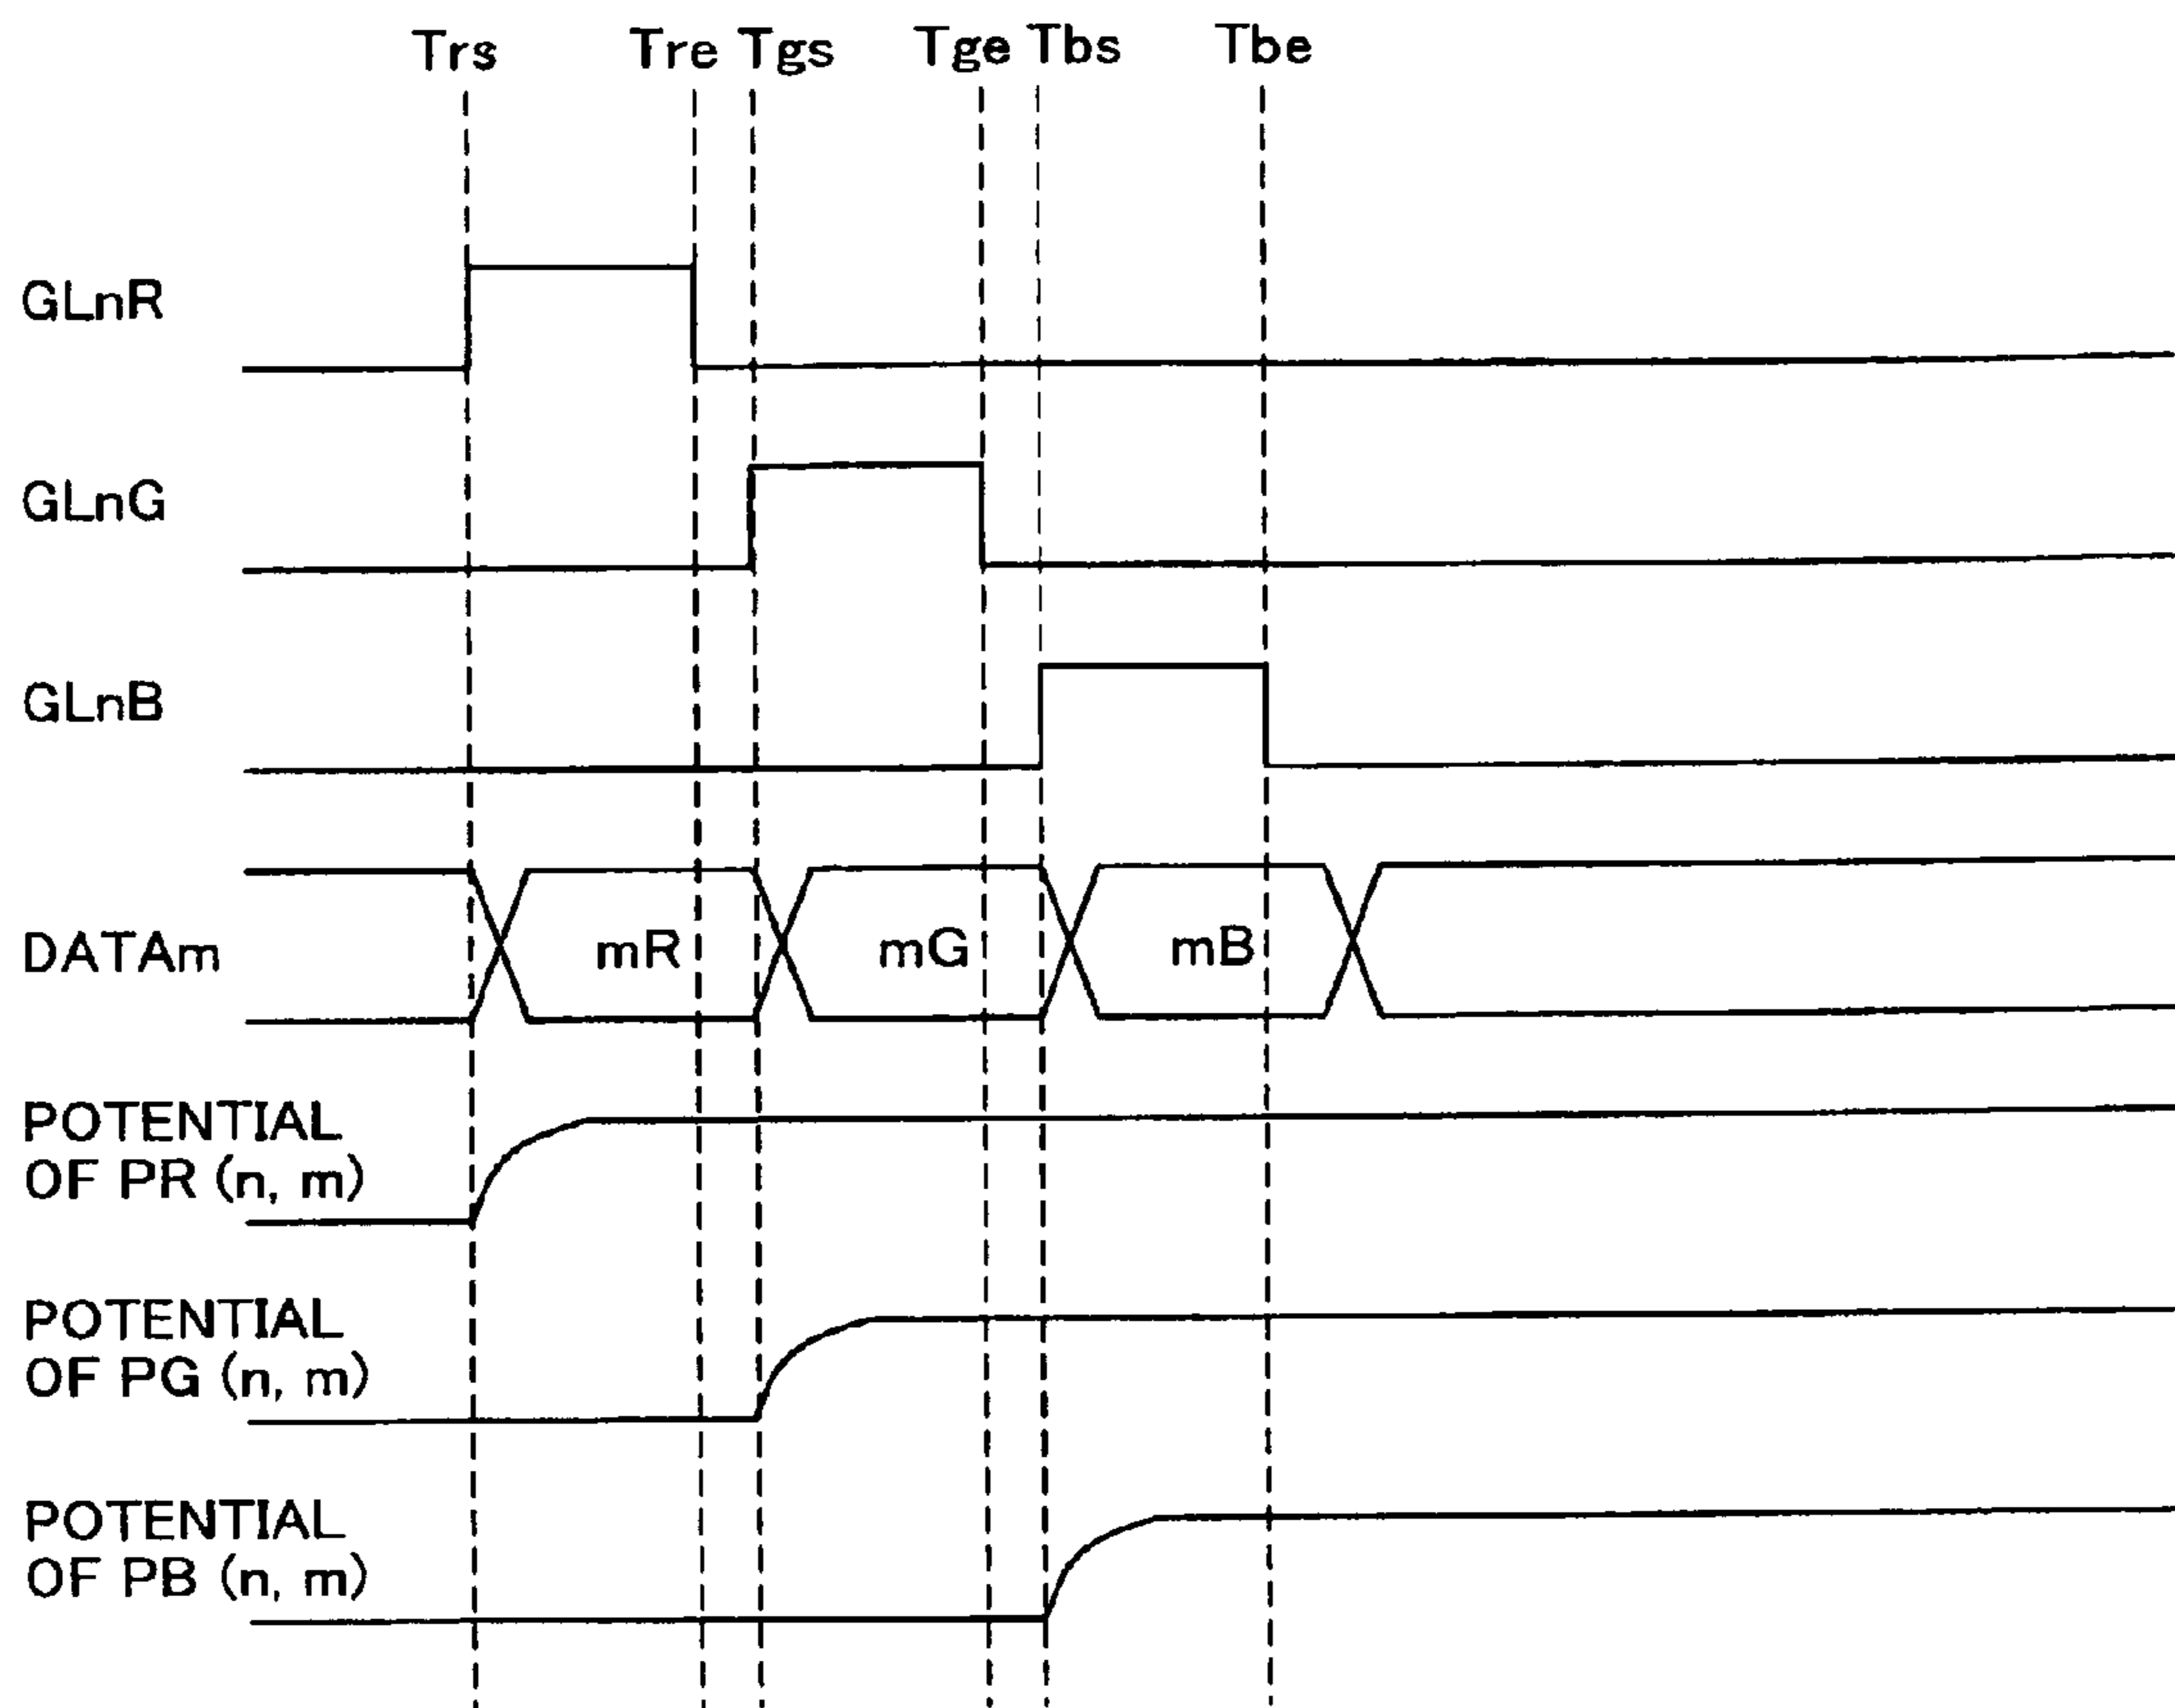 Trs Tre Tgs Tge Tbs Tbe
GLnR
GLnG
GLnB
DATAm mR mG mB
POTENTIAL
OF PR (n, m)
POTENTIAL
OF PG (n, m)
POTENTIAL
OF PB (n, m)